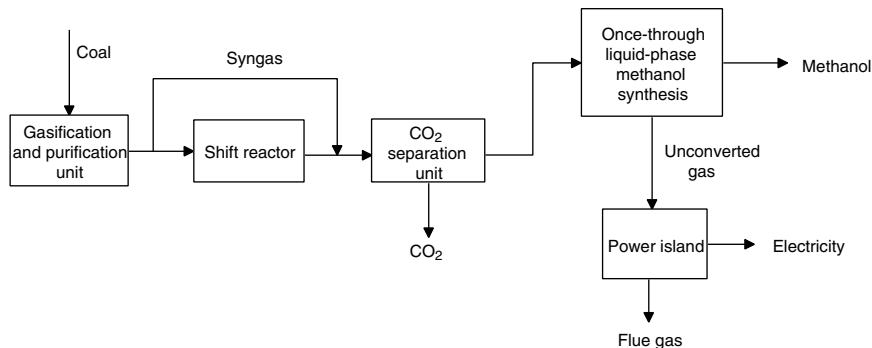 Coal
Syngas
Gasification
and purification
unit
Shift reactor
CO2
separation
unit
CO2
Once-through
liquid-phase
methanol
synthesis
Methanol
Unconverted
gas
Power island
Electricity
Flue gas